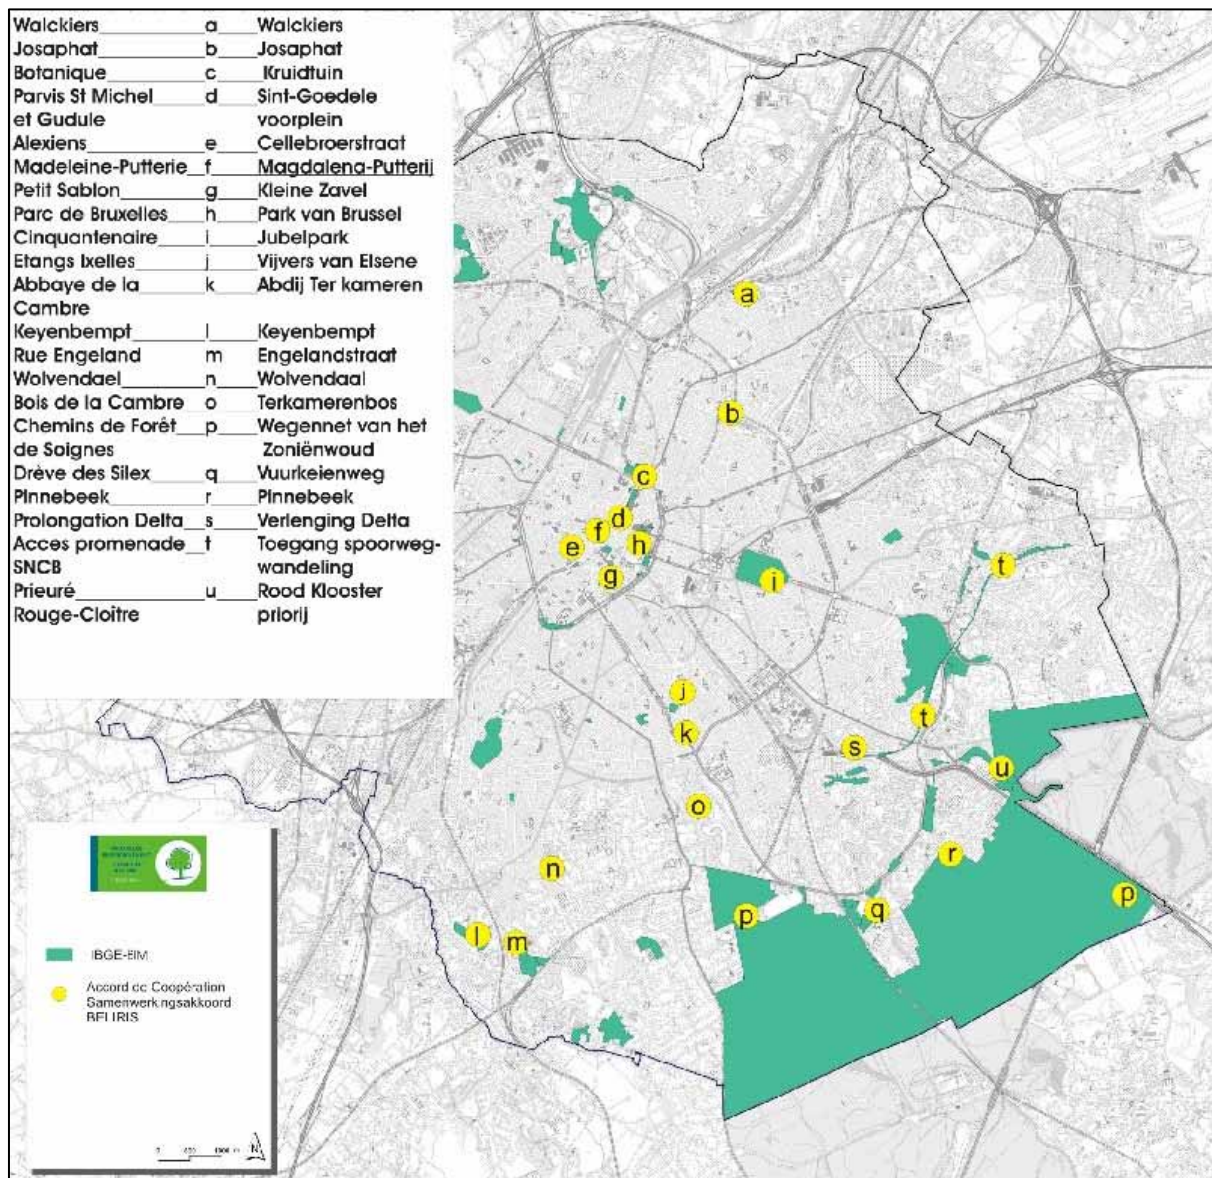 Walckiers a Walckiers
Josaphat b Josaphat
Botanique c Kruidtuin
Parvis St Michel d Sint-Goedele
et Gudule voorplein
Alexiens e Cellebroerstraat
Madeleine-Putterie f Magdalena-Putterij
Petit Sablon g Kleine Zavel
Parc de Bruxelles h Park van Brussel
Cinquantenaire i Jubelpark
Etangs Ixelles j Vijvers van Elsene
Abbaye de la k Abdij Ter kameren
Cambre
Keyenbempt l Keyenbempt
Rue Engeland m Engelandstraat
Wolvendael n Wolvendaal
Bois de la Cambre o Terkamerenbos
Chemins de Forêt p Wegennet van het
de Soignes Zoniënwoud
Drève des Silex q Vuurkeienweg
Pinnebeek r Pinnebeek
Prolongation Delta s Verlenging Delta
Acces promenade t Toegang spoorweg-
SNCB wandeling
Prieuré u Rood Klooster
Rouge-Cloître priorij
a
b
c
d
f
e
h
g
i
t
j
k
t
s
u
o
r
n
p
q
p
l
m
IBGE-BIM
Accord de Coopération
Samenwerkingsakkoord
BELIRIS
N